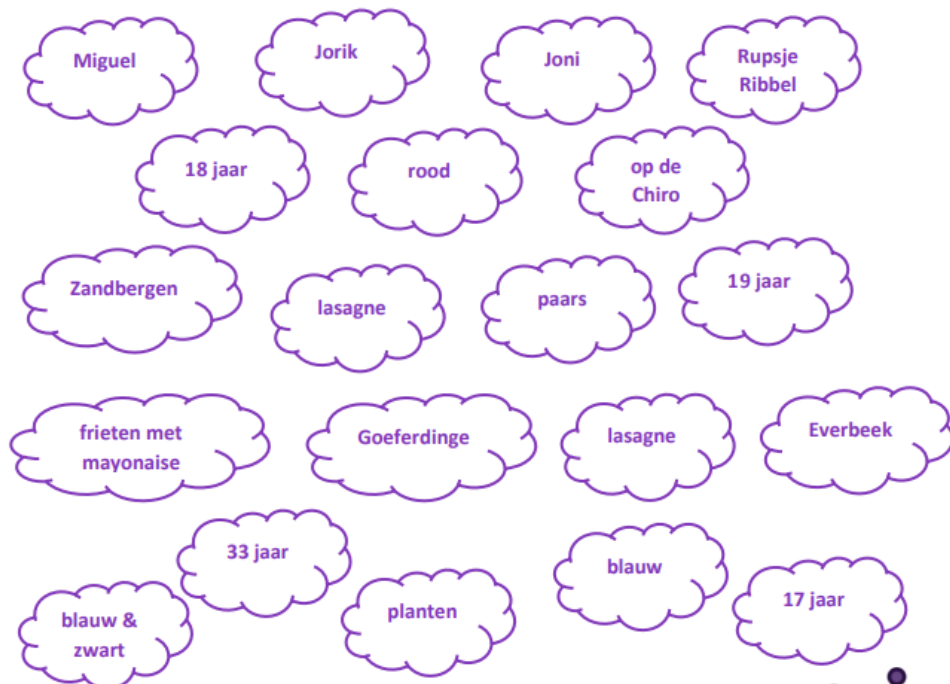 Miguel
Jorik
Joni
Rupsje
Ribbel
18 jaar
rood
op de
Chiro
Zandbergen
lasagne
paars
19 jaar
frieten met
mayonaise
Goeferdinge
lasagne
Everbeek
33 jaar
blauw
blauw &
zwart
planten
17 jaar